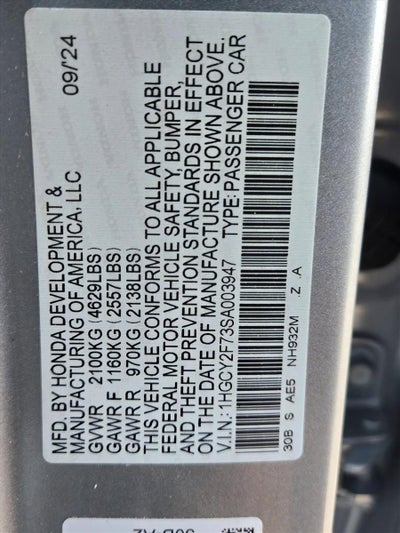 MFD. BY HONDA DEVELOPMENT & 09/'24
MANUFACTURING OF AMERICA, LLC
GVWR 2100KG (4629LBS)
GAWR F 1160KG (2557LBS)
GAWR R 970KG (2138LBS)
THIS VEHICLE CONFORMS TO ALL APPLICABLE
FEDERAL MOTOR VEHICLE SAFETY, BUMPER,
AND THEFT PREVENTION STANDARDS IN EFFECT
ON THE DATE OF MANUFACTURE SHOWN ABOVE.
V.I.N.: 1HGCY2F73SA003947 TYPE: PASSENGER CAR
30B S AE5 NH932M .Z .A